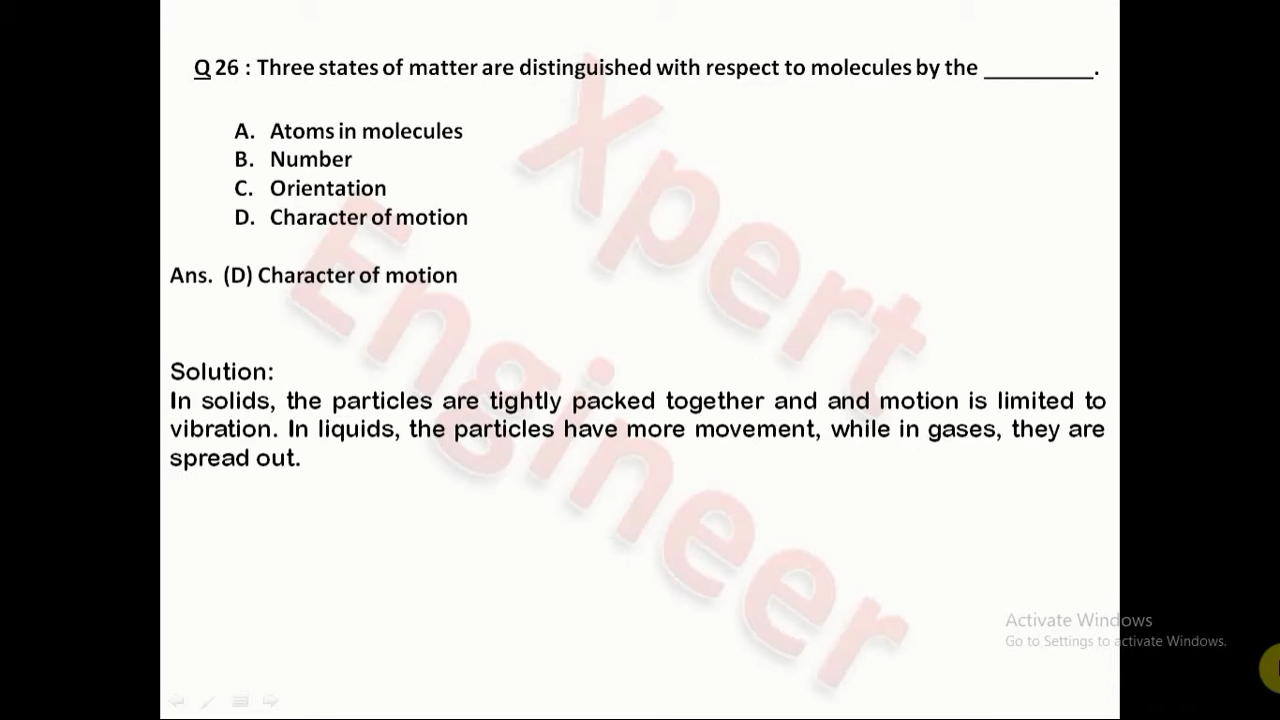 Q 26 : Three states of matter are distinguished with respect to molecules by the __________.
A. Atoms in molecules
B. Number
C. Orientation
D. Character of motion
Ans. (D) Character of motion
Solution:
In solids, the particles are tightly packed together and and motion is limited to
vibration. In liquids, the particles have more movement, while in gases, they are
spread out.
Xpert
Engineer
Activate Windows
Go to Settings to activate Windows.